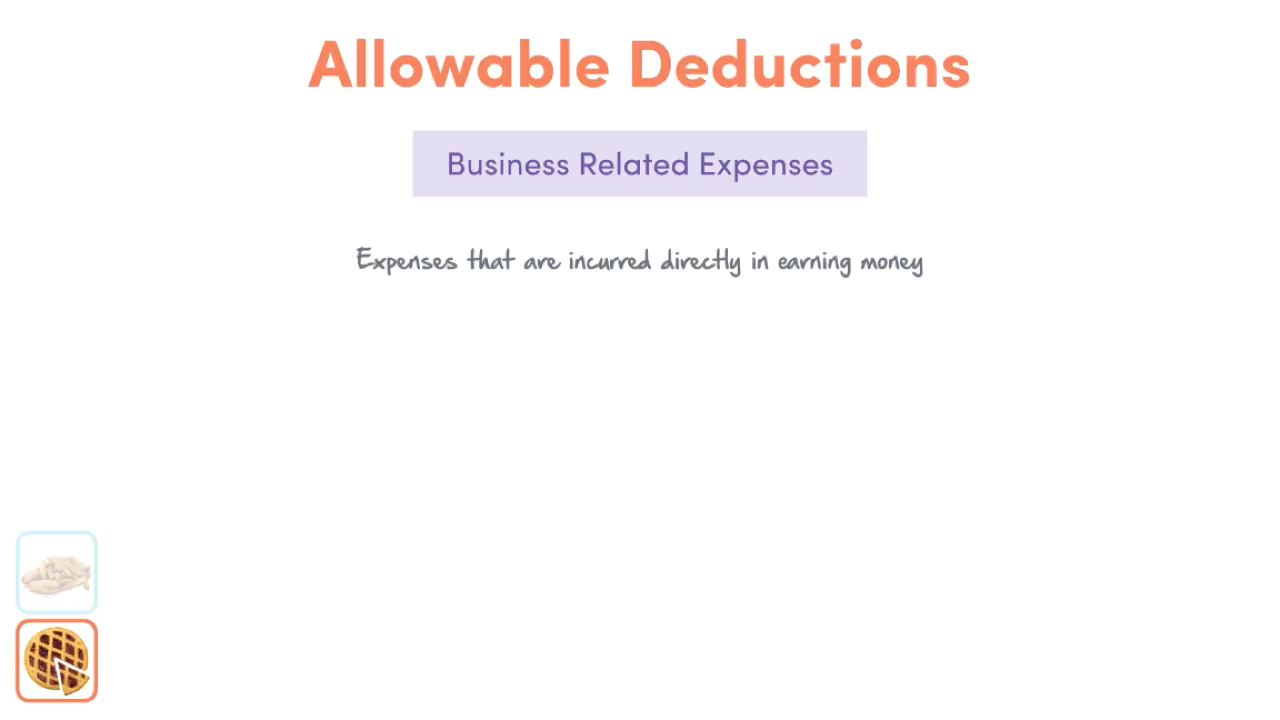 Allowable Deductions
Business Related Expenses
Expenses that are incurred directly in earning money